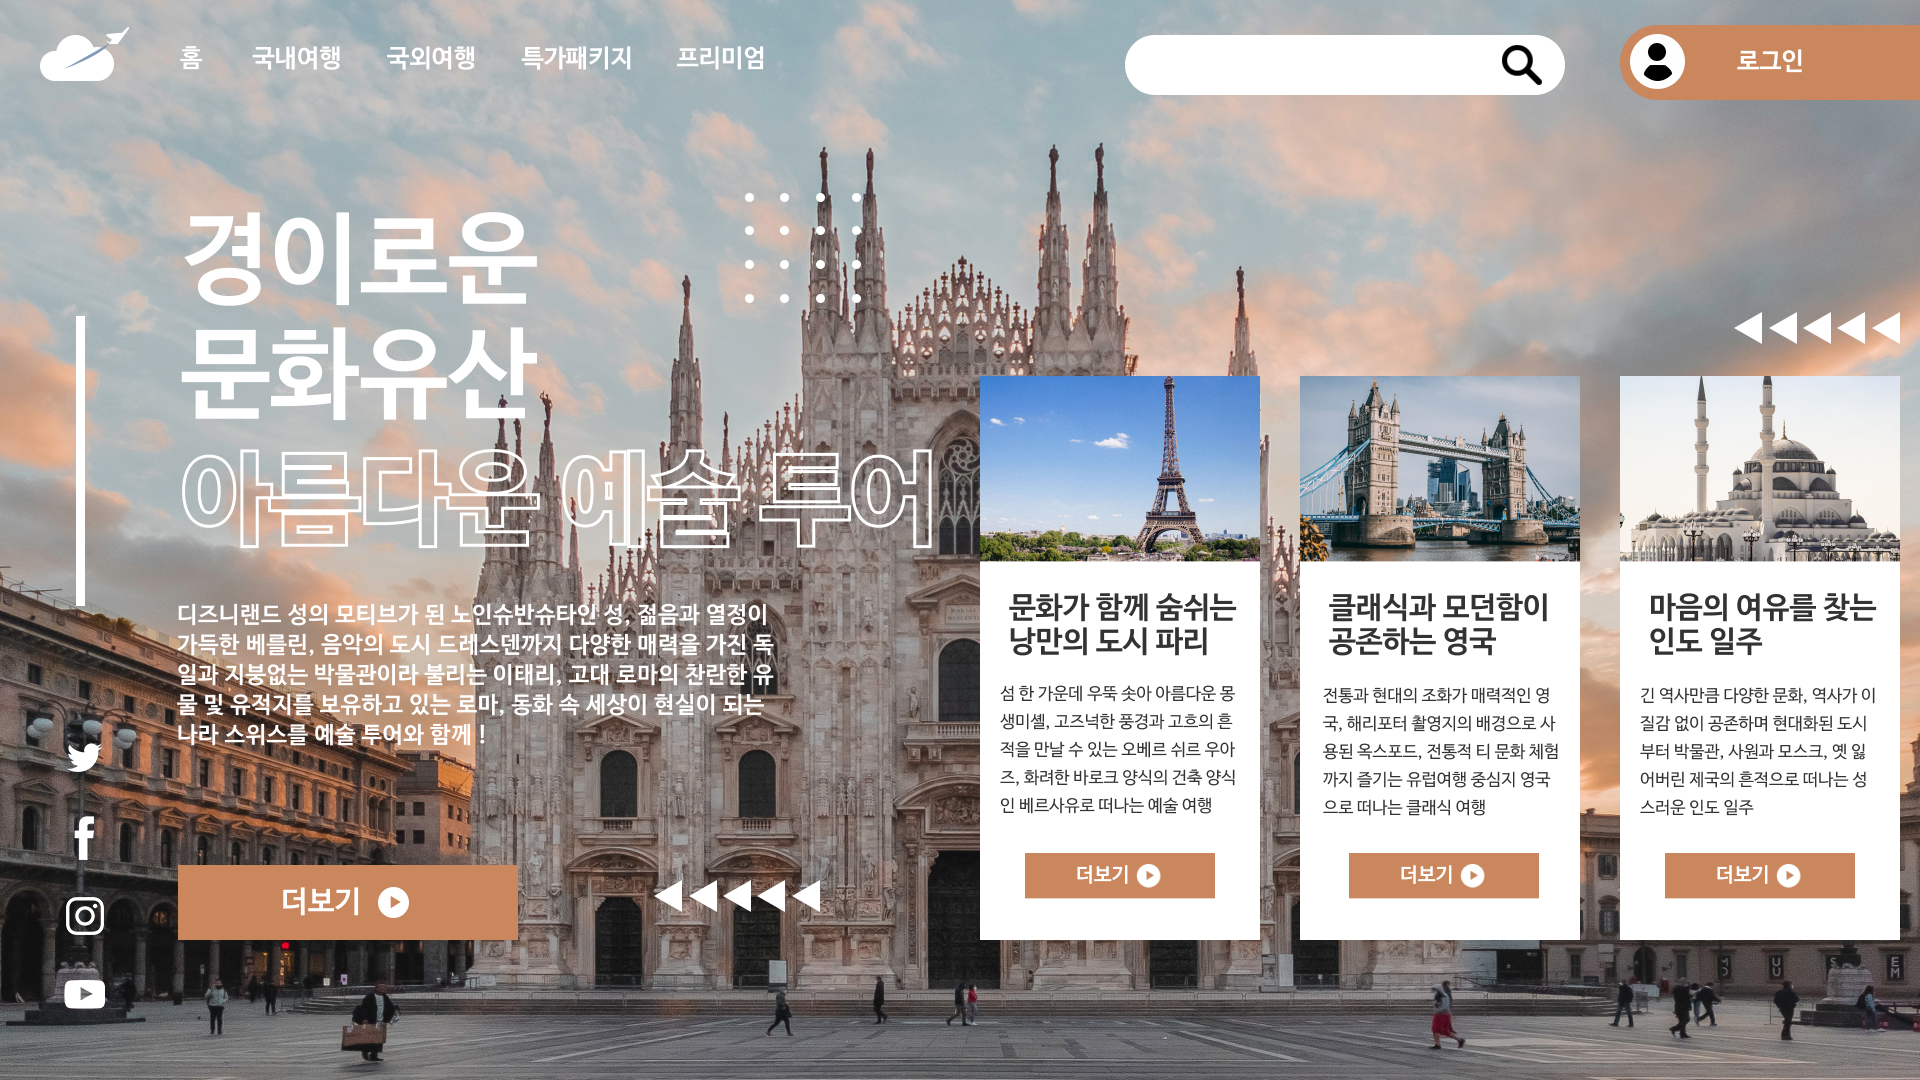 홈 국내여행 국외여행 특가패키지 프리미엄
로그인
경이로운
문화유산
아름다운 예술 투어
디즈니랜드 성의 모티브가 된 노인슈반슈타인 성, 젊음과 열정이
가득한 베를린, 음악의 도시 드레스덴까지 다양한 매력을 가진 독
일과 지붕없는 박물관이라 불리는 이태리, 고대 로마의 찬란한 유
물 및 유적지를 보유하고 있는 로마, 동화 속 세상이 현실이 되는
나라 스위스를 예술 투어와 함께 !
더보기
문화가 함께 숨쉬는
낭만의 도시 파리
섬 한 가운데 우뚝 솟아 아름다운 몽
생미셸, 고즈넉한 풍경과 고흐의 흔
적을 만날 수 있는 오베르 쉬르 우아
즈, 화려한 바로크 양식의 건축 양식
인 베르사유로 떠나는 예술 여행
더보기
클래식과 모던함이
공존하는 영국
전통과 현대의 조화가 매력적인 영
국, 해리포터 촬영지의 배경으로 사
용된 옥스포드, 전통적 티 문화 체험
까지 즐기는 유럽여행 중심지 영국
으로 떠나는 클래식 여행
더보기
마음의 여유를 찾는
인도 일주
긴 역사만큼 다양한 문화, 역사가 이
질감 없이 공존하며 현대화된 도시
부터 박물관, 사원과 모스크, 옛 잃
어버린 제국의 흔적으로 떠나는 성
스러운 인도 일주
더보기